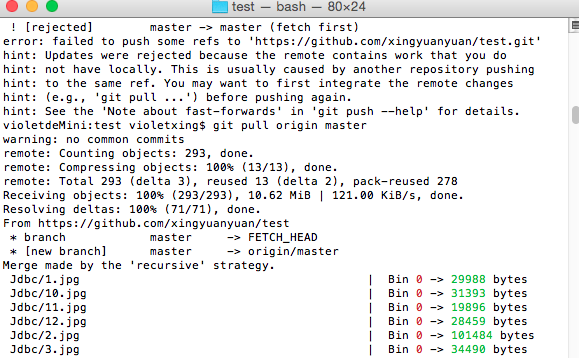 test — bash — 80×24
! [rejected]        master -> master (fetch first)
error: failed to push some refs to 'https://github.com/xingyuanyuan/test.git'
hint: Updates were rejected because the remote contains work that you do
hint: not have locally. This is usually caused by another repository pushing
hint: to the same ref. You may want to first integrate the remote changes
hint: (e.g., 'git pull ...') before pushing again.
hint: See the 'Note about fast-forwards' in 'git push --help' for details.
violetdeMini:test violetxing$ git pull origin master
warning: no common commits
remote: Counting objects: 293, done.
remote: Compressing objects: 100% (13/13), done.
remote: Total 293 (delta 3), reused 13 (delta 2), pack-reused 278
Receiving objects: 100% (293/293), 10.62 MiB | 121.00 KiB/s, done.
Resolving deltas: 100% (71/71), done.
From https://github.com/xingyuanyuan/test
 * branch            master     -> FETCH_HEAD
 * [new branch]      master     -> origin/master
Merge made by the 'recursive' strategy.
 Jdbc/1.jpg                                         |  Bin 0 -> 29988 bytes
 Jdbc/10.jpg                                        |  Bin 0 -> 31393 bytes
 Jdbc/11.jpg                                        |  Bin 0 -> 19896 bytes
 Jdbc/12.jpg                                        |  Bin 0 -> 28459 bytes
 Jdbc/2.jpg                                         |  Bin 0 -> 101484 bytes
 Jdbc/3.jpg                                         |  Bin 0 -> 34490 bytes